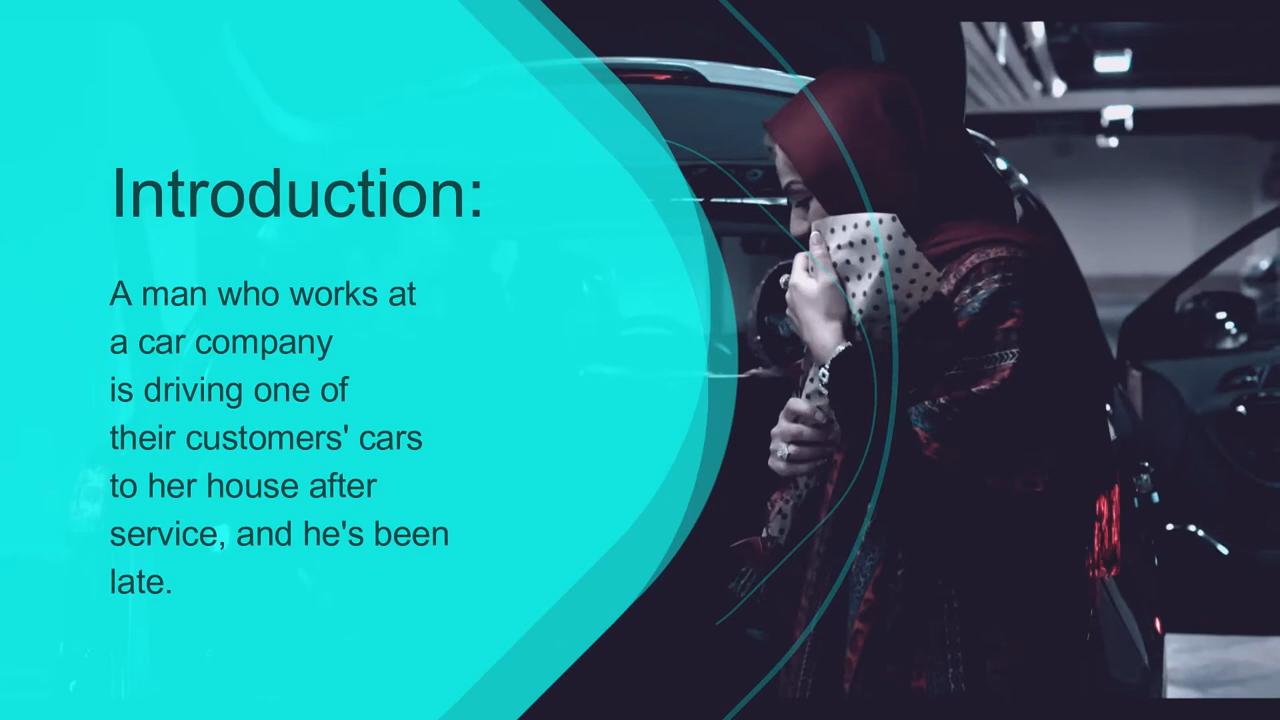 Introduction:
A man who works at
a car company
is driving one of
their customers' cars
to her house after
service, and he's been
late.